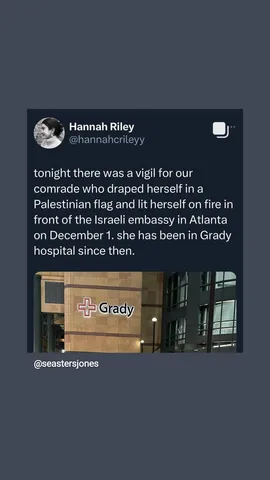 Hannah Riley
@hannahcrileyy
tonight there was a vigil for our
comrade who draped herself in a
Palestinian flag and lit herself on fire in
front of the Israeli embassy in Atlanta
on December 1. she has been in Grady
hospital since then.
Grady
@seastersjones